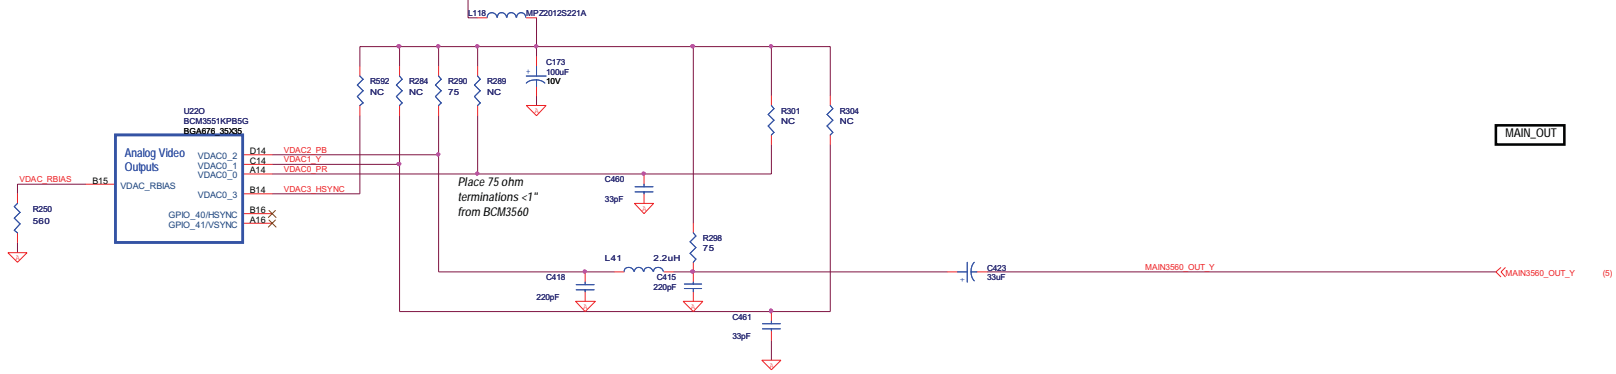 L118
MPZ2012S221A
R592
NC
R284
NC
R290
75
R289
NC
C173
100uF
10V
R301
NC
R304
NC
MAIN_OUT
U22O
BCM3551KPB5G
BGA676_35X35
Analog Video
Outputs
VDAC0_2
VDAC0_1
VDAC0_0
VDAC_RBIAS
VDAC0_3
GPIO_40/HSYNC
GPIO_41/VSYNC
D14
C14
A14
B14
B16
A16
VDAC2_PB
VDAC1_Y
VDAC0_PR
VDAC3_HSYNC
VDAC_RBIAS
B15
R250
560
Place 75 ohm
terminations <1"
from BCM3560
C460
33pF
R298
75
L41
2.2uH
C418
220pF
C415
220pF
C423
33uF
MAIN3560_OUT_Y
MAIN3560_OUT_Y
(5)
C461
33pF